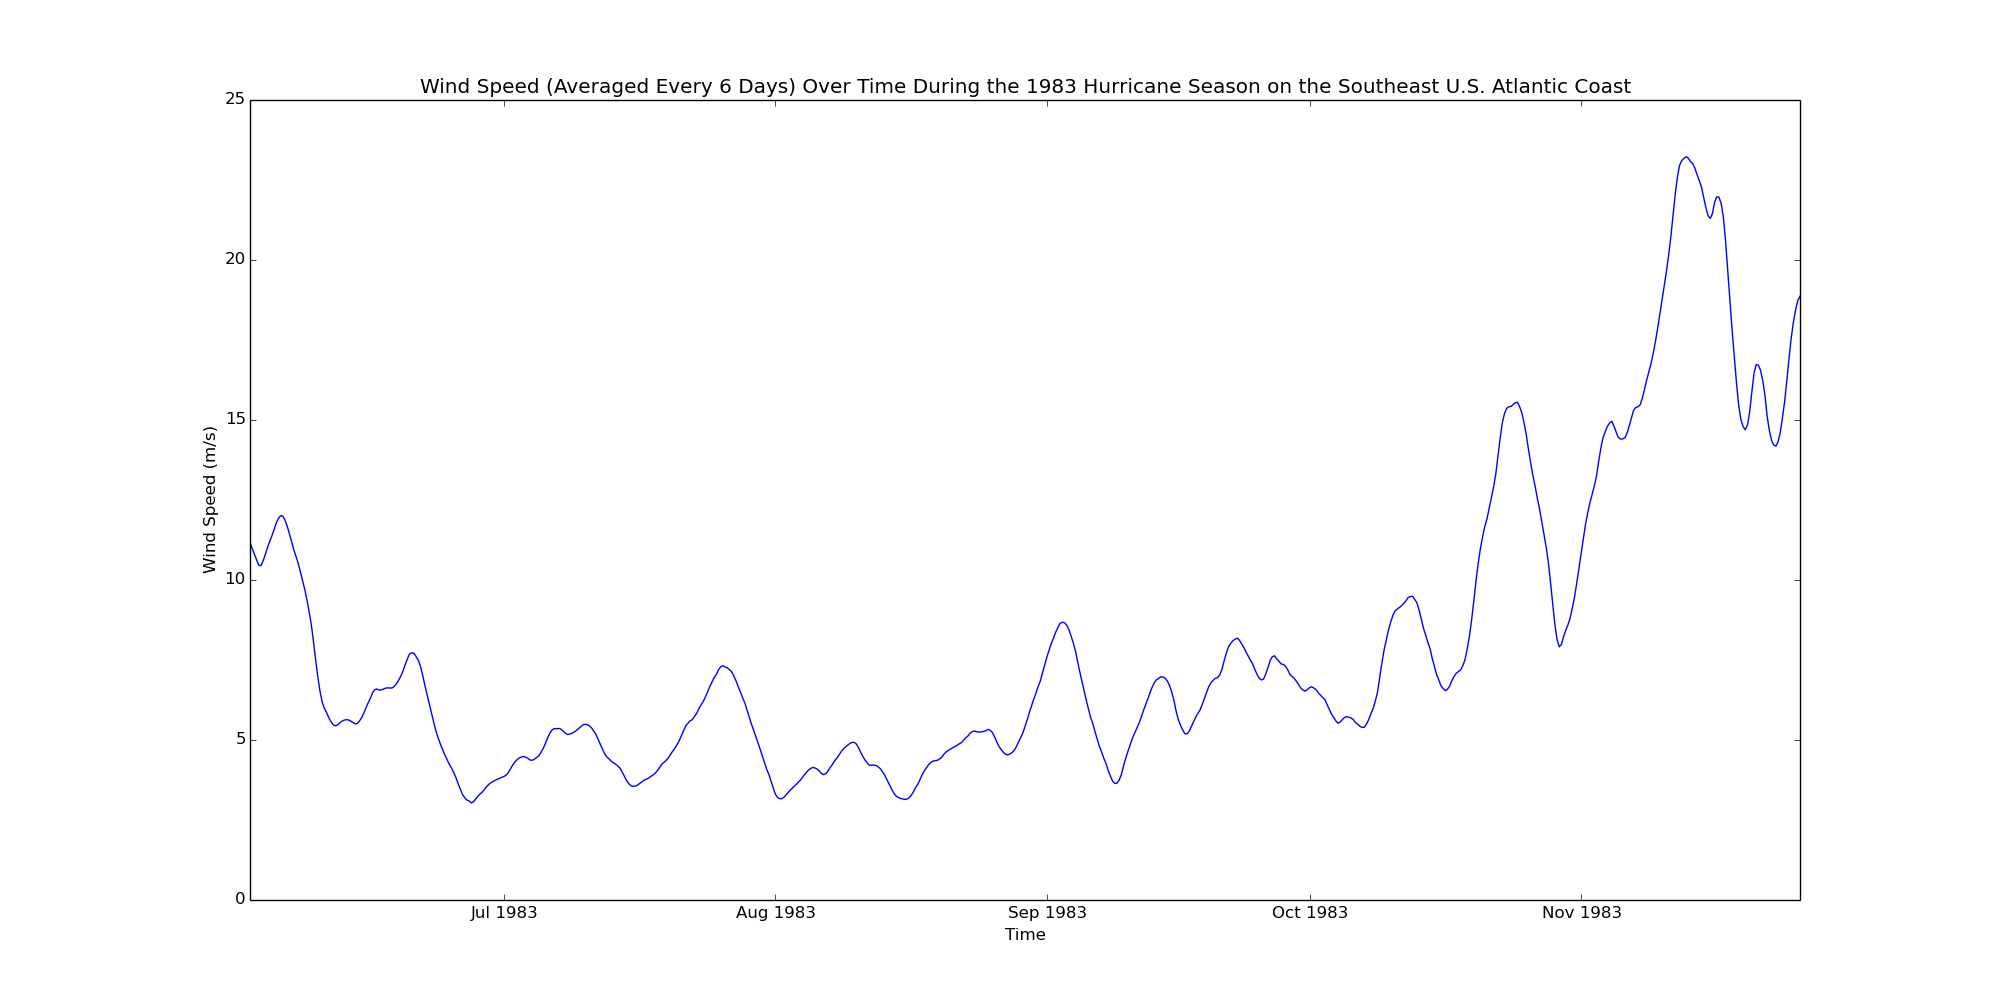 Wind Speed (Averaged Every 6 Days) Over Time During the 1983 Hurricane Season on the Southeast U.S. Atlantic Coast
25
20
15
10
5
0
Wind Speed (m/s)
Jul 1983 Aug 1983 Sep 1983 Oct 1983 Nov 1983
Time